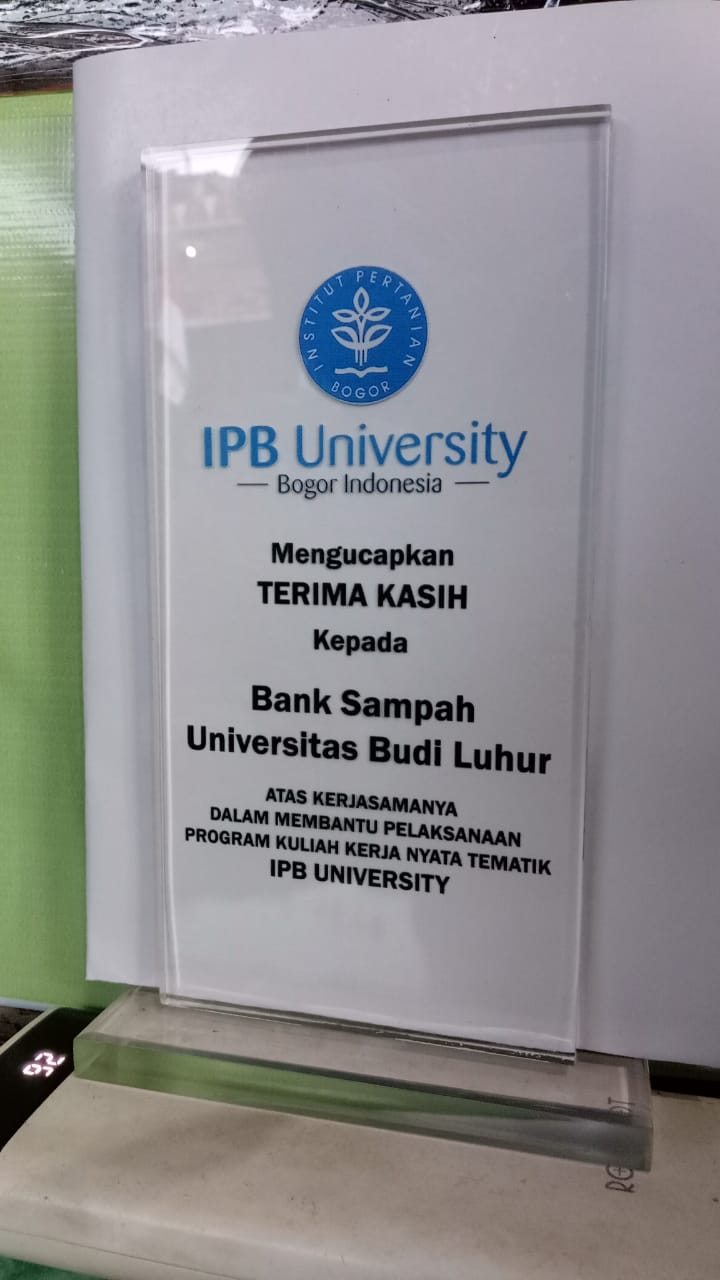 INSTITUT PERTANIAN
BOGOR
IPB University
Bogor Indonesia
Mengucapkan
TERIMA KASIH
Kepada
Bank Sampah
Universitas Budi Luhur
ATAS KERJASAMANYA
DALAM MEMBANTU PELAKSANAAN
PROGRAM KULIAH KERJA NYATA TEMATIK
IPB UNIVERSITY